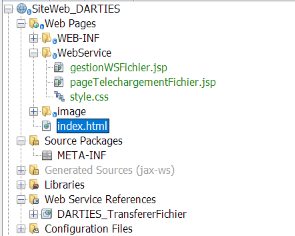 SiteWeb_DARTIES
Web Pages
WEB-INF
WebService
gestionWSFichier.jsp
pageTelechargementFichier.jsp
style.css
Image
index.html
Source Packages
META-INF
Generated Sources (jax-ws)
Libraries
Web Service References
DARTIES_TransfererFichier
Configuration Files